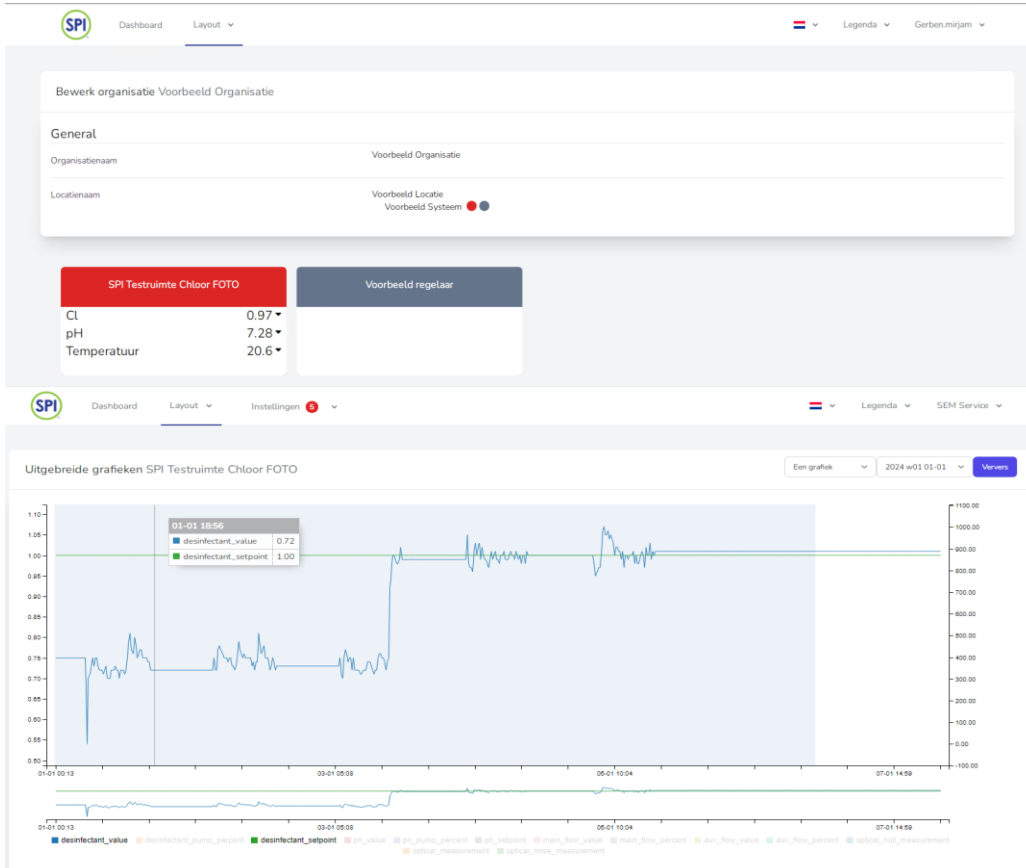 SPI Dashboard Layout Legenda Gerben.mirjam
Bewerk organisatie Voorbeeld Organisatie
General
Organisatienaam Voorbeeld Organisatie
Locatienaam Voorbeeld Locatie
Voorbeeld Systeem
SPI Testruimte Chloor FOTO Voorbeeld regelaar
Cl 0.97
pH 7.28
Temperatuur 20.6
SPI Dashboard Layout Instellingen 5 Legenda SEM Service
Uitgebreide grafieken SPI Testruimte Chloor FOTO Een grafiek 2024 w01 01-01 Ververs
01-01 18:56
desinfectant_value 0.72
desinfectant_setpoint 1.00
1.10
1.05
1.00
0.95
0.90
0.85
0.80
0.75
0.70
0.65
0.60
0.55
0.50
1100.00
1000.00
900.00
800.00
700.00
600.00
500.00
400.00
300.00
200.00
100.00
0.00
-100.00
01-01 00:13 03-01 05:08 05-01 10:04 07-01 14:59
01-01 00:13 03-01 05:08 05-01 10:04 07-01 14:59
desinfectant_value desinfectant_pump_percent desinfectant_setpoint ph_value ph_pump_percent ph_setpoint main_flow_value main_flow_percent aux_flow_value aux_flow_percent optical_null_measurement
optical_measurement optical_mios_measurement